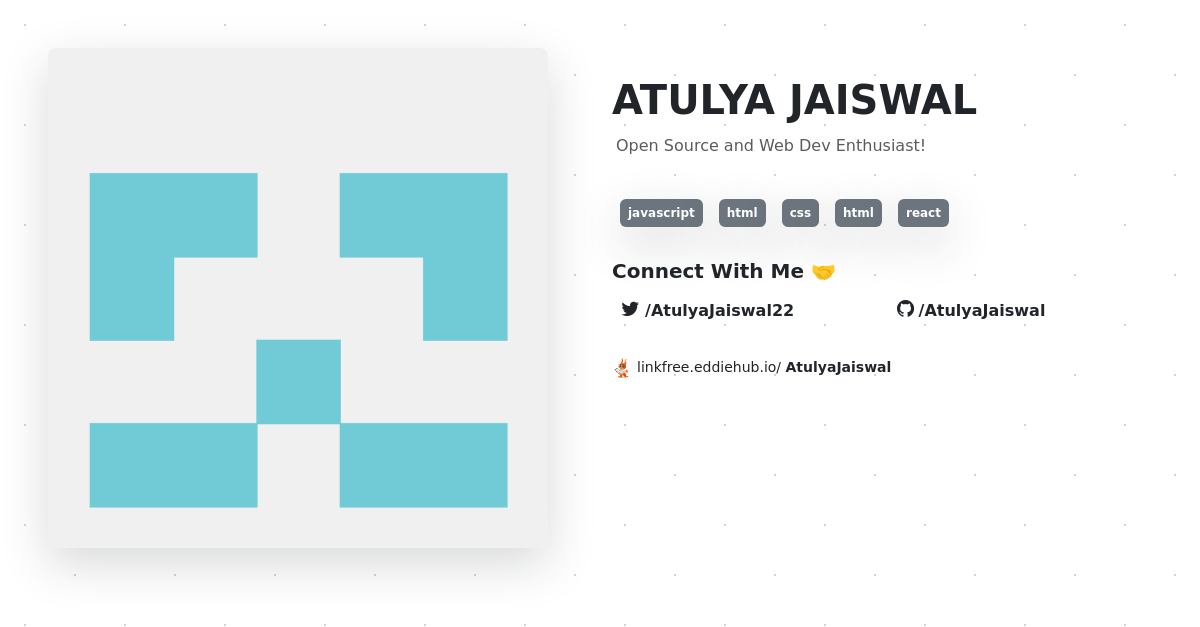 ATULYA JAISWAL
Open Source and Web Dev Enthusiast!
javascript html css html react
Connect With Me 🤝
/AtulyaJaiswal22 /AtulyaJaiswal
linkfree.eddiehub.io/ AtulyaJaiswal